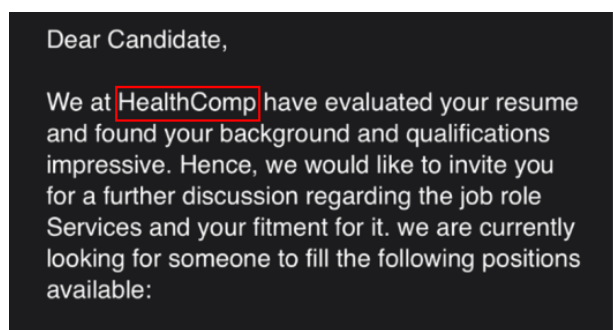 Dear Candidate,
We at HealthComp have evaluated your resume
and found your background and qualifications
impressive. Hence, we would like to invite you
for a further discussion regarding the job role
Services and your fitment for it. we are currently
looking for someone to fill the following positions
available: